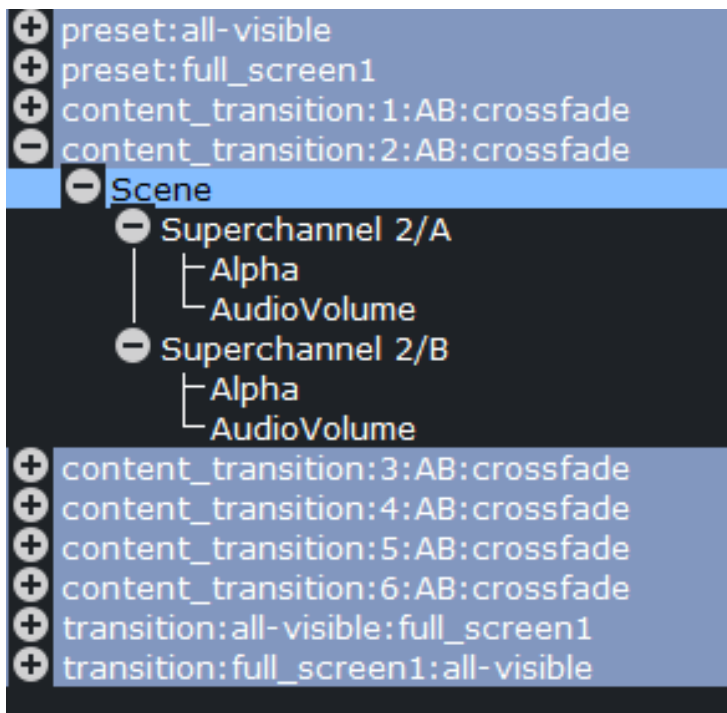 preset:all-visible
preset:full_screen1
content_transition:1:AB:crossfade
content_transition:2:AB:crossfade
Scene
Superchannel 2/A
Alpha
AudioVolume
Superchannel 2/B
Alpha
AudioVolume
content_transition:3:AB:crossfade
content_transition:4:AB:crossfade
content_transition:5:AB:crossfade
content_transition:6:AB:crossfade
transition:all-visible:full_screen1
transition:full_screen1:all-visible